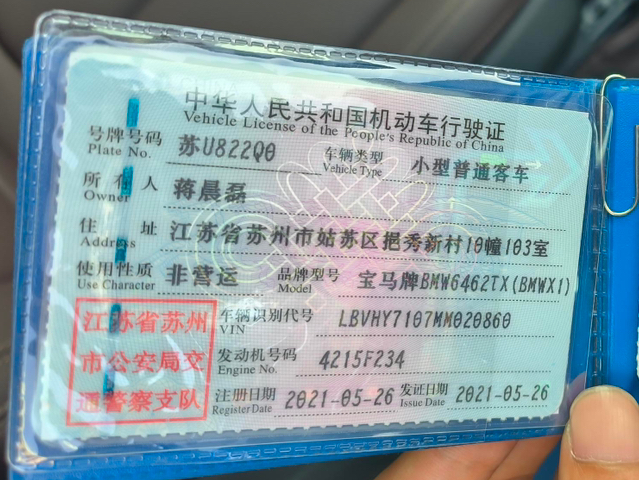 中华人民共和国机动车行驶证
Vehicle License of the People's Republic of China
号牌号码 苏U822Q0 车辆类型 小型普通客车
Plate No. Vehicle Type
所有人 蒋晨磊
Owner
住址 江苏省苏州市姑苏区挹秀新村10幢103室
Address
使用性质 非营运 品牌型号 宝马牌BMW6462TX(BMWX1)
Use Character Model
江苏省苏州 车辆识别代号 LBVHY7107MM020860
VIN
市公安局交 发动机号码 4215F234
Engine No.
通警察支队 注册日期 2021-05-26 发证日期 2021-05-26
Register Date Issue Date